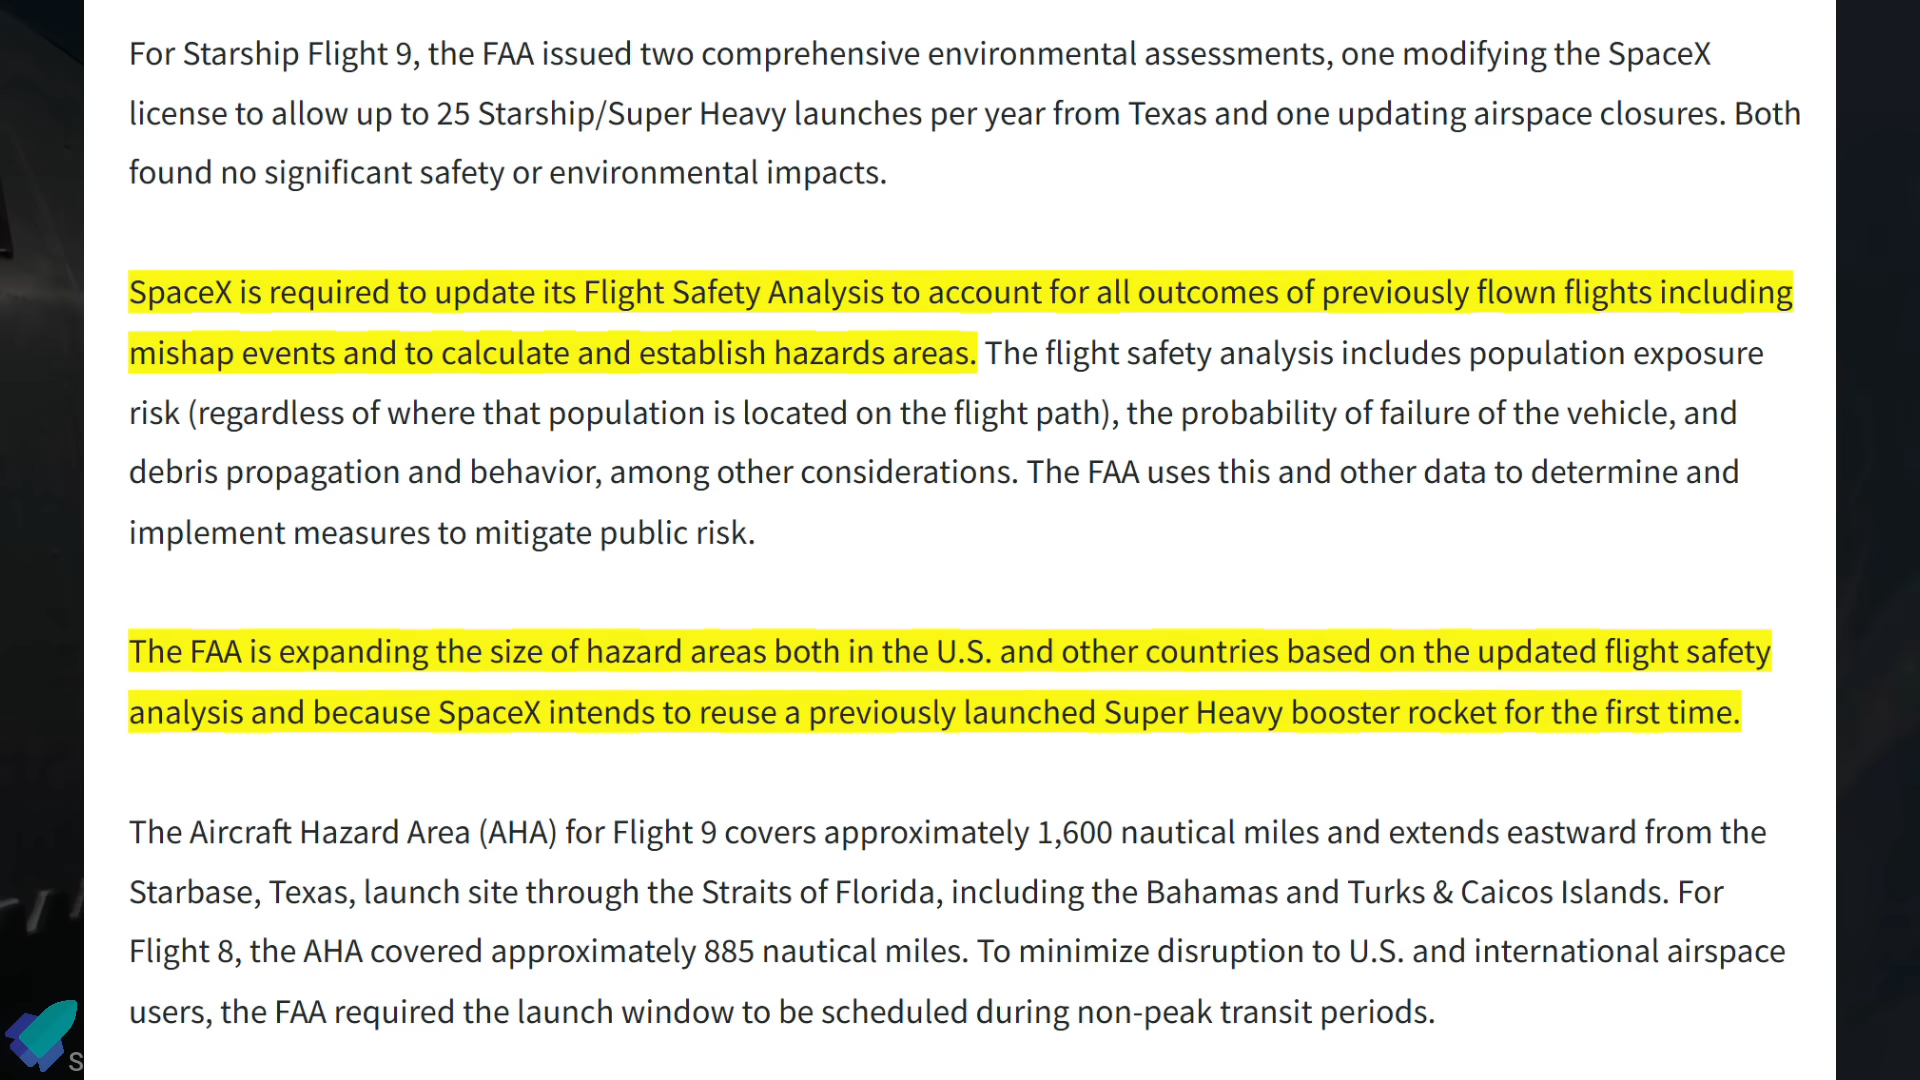 For Starship Flight 9, the FAA issued two comprehensive environmental assessments, one modifying the SpaceX
license to allow up to 25 Starship/Super Heavy launches per year from Texas and one updating airspace closures. Both
found no significant safety or environmental impacts.
SpaceX is required to update its Flight Safety Analysis to account for all outcomes of previously flown flights including
mishap events and to calculate and establish hazards areas. The flight safety analysis includes population exposure
risk (regardless of where that population is located on the flight path), the probability of failure of the vehicle, and
debris propagation and behavior, among other considerations. The FAA uses this and other data to determine and
implement measures to mitigate public risk.
The FAA is expanding the size of hazard areas both in the U.S. and other countries based on the updated flight safety
analysis and because SpaceX intends to reuse a previously launched Super Heavy booster rocket for the first time.
The Aircraft Hazard Area (AHA) for Flight 9 covers approximately 1,600 nautical miles and extends eastward from the
Starbase, Texas, launch site through the Straits of Florida, including the Bahamas and Turks & Caicos Islands. For
Flight 8, the AHA covered approximately 885 nautical miles. To minimize disruption to U.S. and international airspace
users, the FAA required the launch window to be scheduled during non-peak transit periods.
S